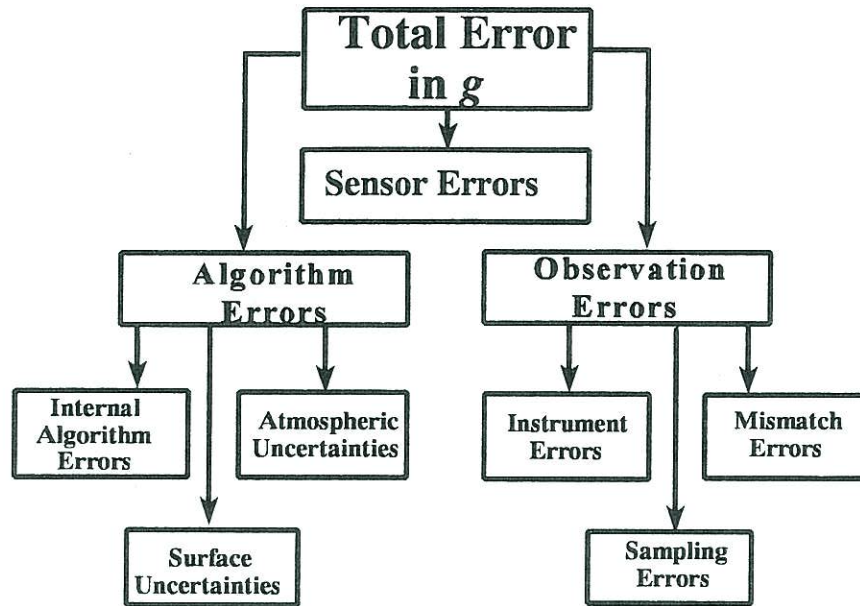 Total Error
in g
Sensor Errors
Algorithm
Errors
Observation
Errors
Internal
Algorithm
Errors
Atmospheric
Uncertainties
Instrument
Errors
Mismatch
Errors
Surface
Uncertainties
Sampling
Errors